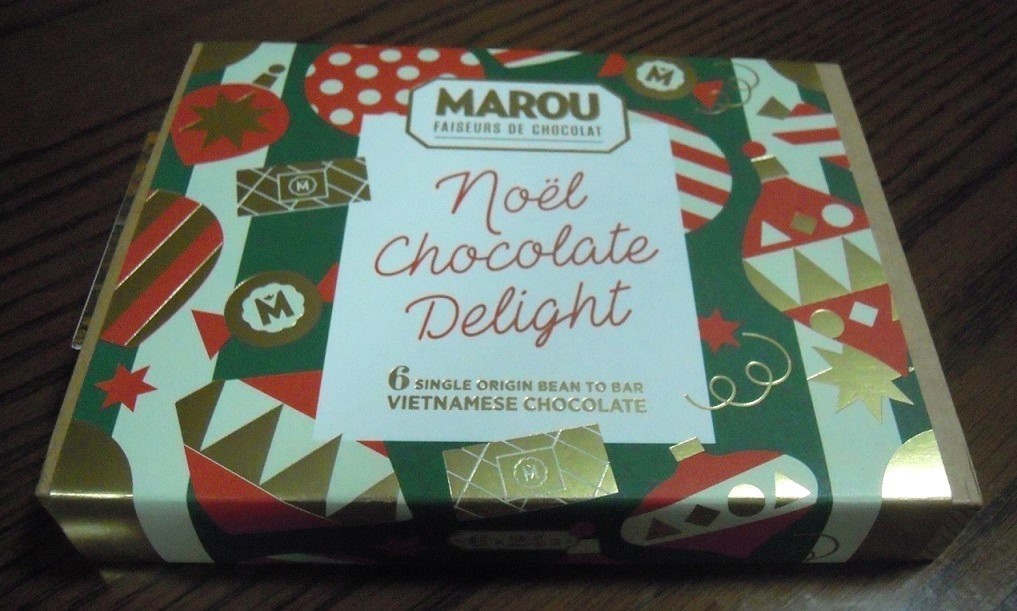 M
MAROU
FAISEURS DE CHOCOLAT
M
Noël
Chocolate
Delight
M
6 SINGLE ORIGIN BEAN TO BAR
VIETNAMESE CHOCOLATE
M